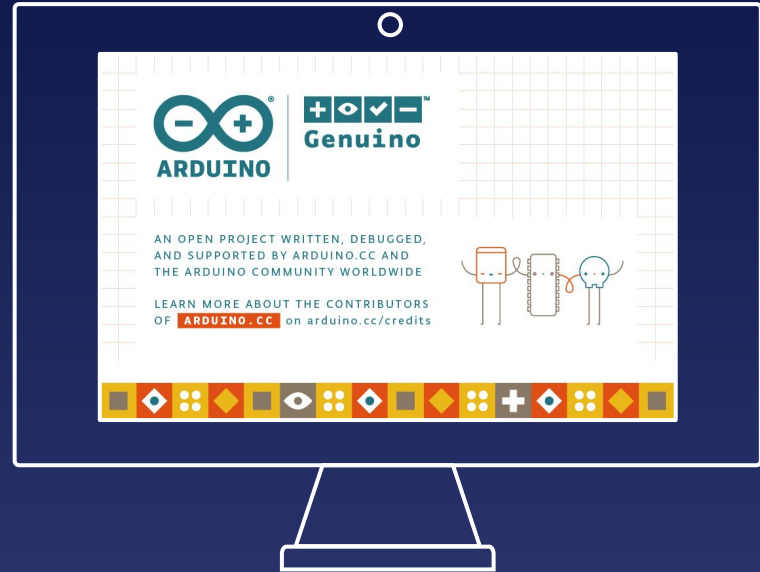 ARDUINO
Genuino
AN OPEN PROJECT WRITTEN, DEBUGGED,
AND SUPPORTED BY ARDUINO.CC AND
THE ARDUINO COMMUNITY WORLDWIDE
LEARN MORE ABOUT THE CONTRIBUTORS
OF ARDUINO.CC on arduino.cc/credits